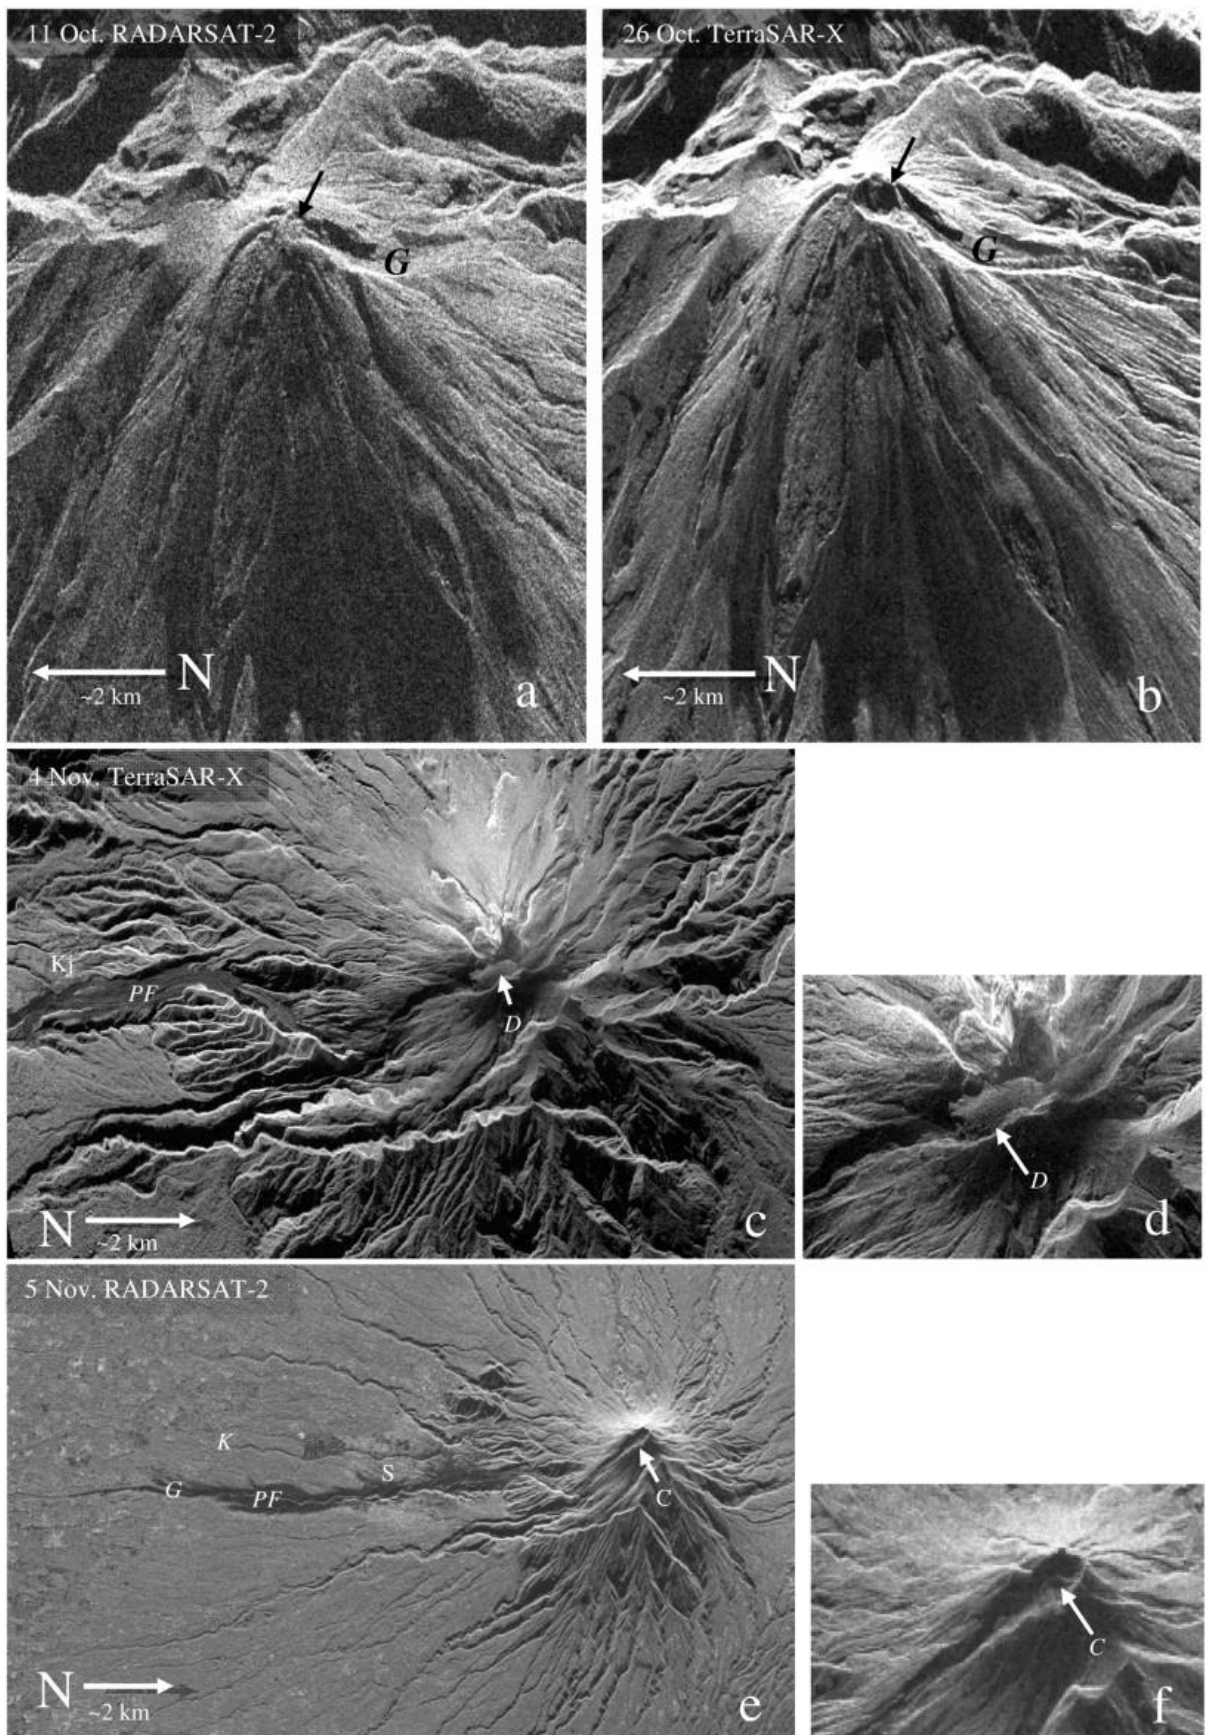 11 Oct. RADARSAT-2
G
N
~2 km
a
26 Oct. TerraSAR-X
G
N
~2 km
b
4 Nov. TerraSAR-X
Kj
PF
D
N
~2 km
c
D
d
5 Nov. RADARSAT-2
K
S
G
PF
C
N
~2 km
e
C
f